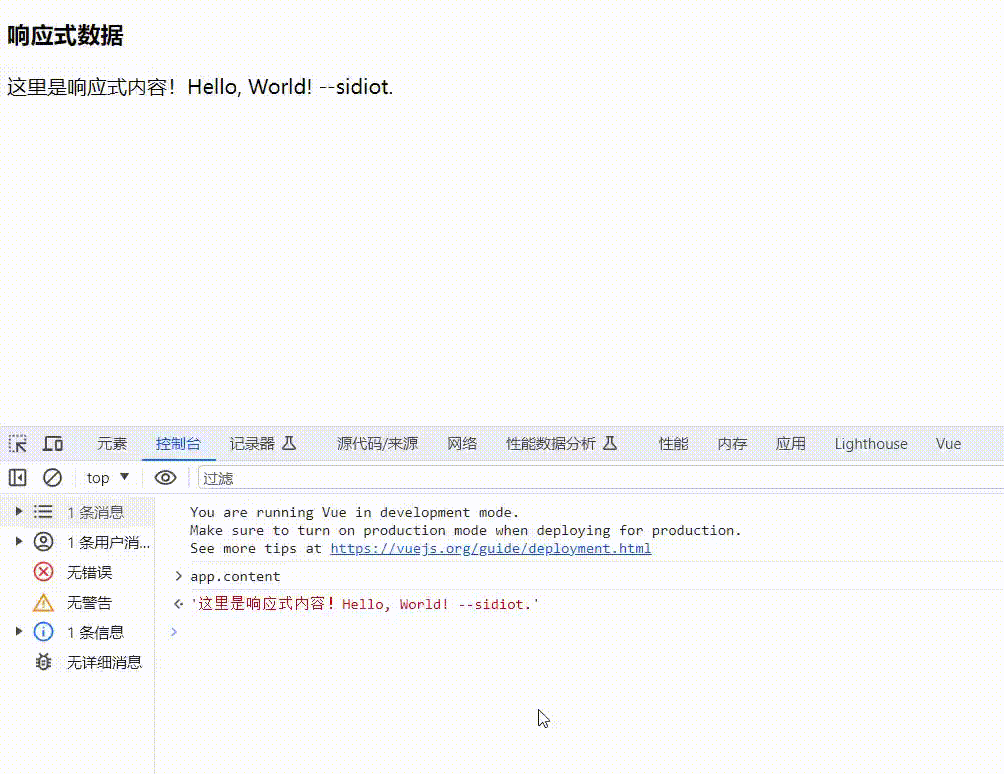 响应式数据
这里是响应式内容！Hello, World! --sidiot.
元素 控制台 记录器 源代码/来源 网络 性能数据分析 性能 内存 应用 Lighthouse Vue
top ▼ 过滤
1 条消息
1 条用户消...
无错误
无警告
1 条信息
无详细消息
You are running Vue in development mode.
Make sure to turn on production mode when deploying for production.
See more tips at https://vuejs.org/guide/deployment.html
> app.content
'这里是响应式内容！Hello, World! --sidiot.'
>